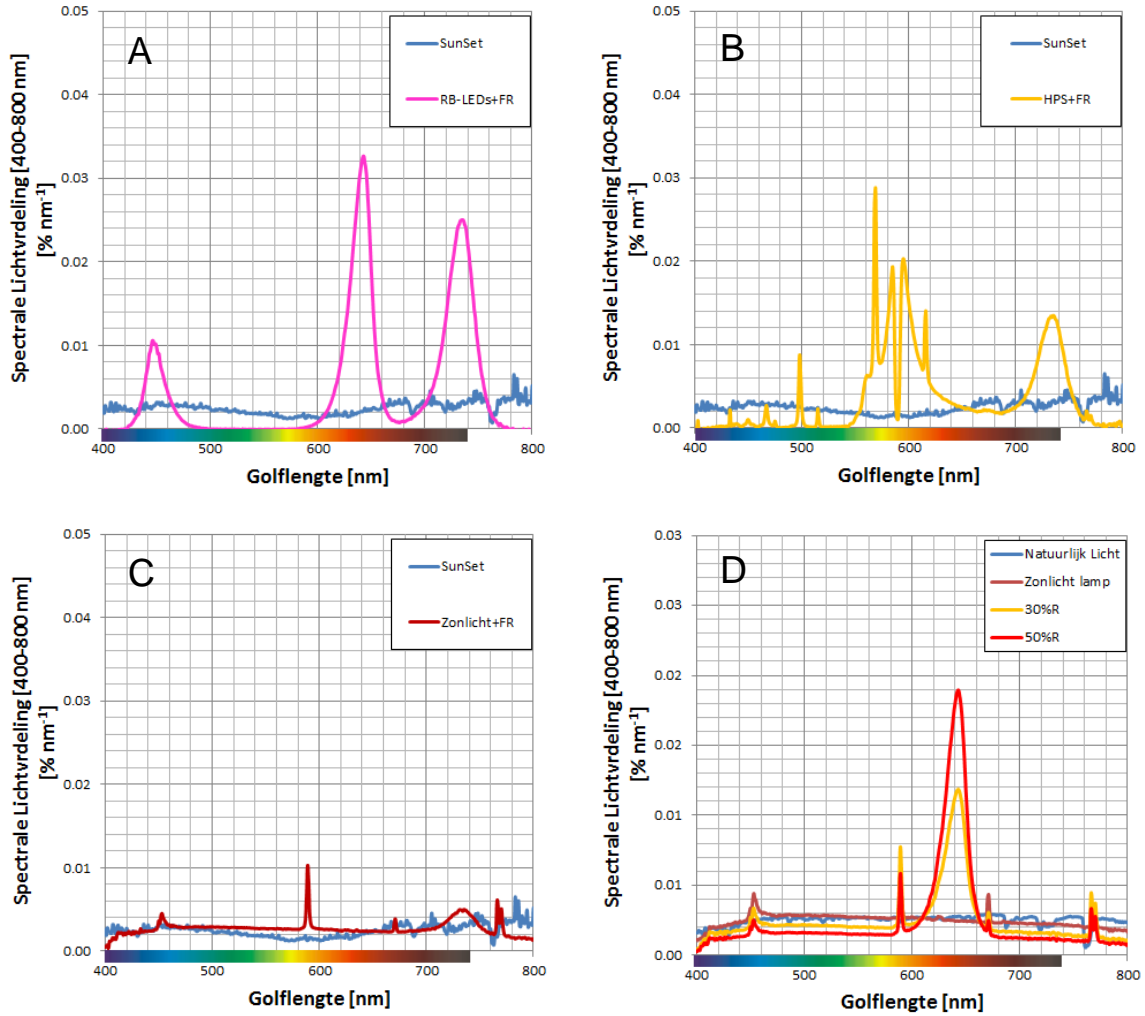 A
Spectrale Lichtvrdeling [400-800 nm]
[% nm-1]
0.05
0.04
0.03
0.02
0.01
0.00
400
500
600
700
800
Golflengte [nm]
SunSet
RB-LEDs+FR
B
Spectrale Lichtvrdeling [400-800 nm]
[% nm-1]
0.05
0.04
0.03
0.02
0.01
0.00
400
500
600
700
800
Golflengte [nm]
SunSet
HPS+FR
C
Spectrale Lichtvrdeling [400-800 nm]
[% nm-1]
0.05
0.04
0.03
0.02
0.01
0.00
400
500
600
700
800
Golflengte [nm]
SunSet
Zonlicht+FR
D
Spectrale Lichtvrdeling [400-800 nm]
[% nm-1]
0.03
0.03
0.02
0.02
0.01
0.01
0.00
400
500
600
700
800
Golflengte [nm]
Natuurlijk Licht
Zonlicht lamp
30%R
50%R